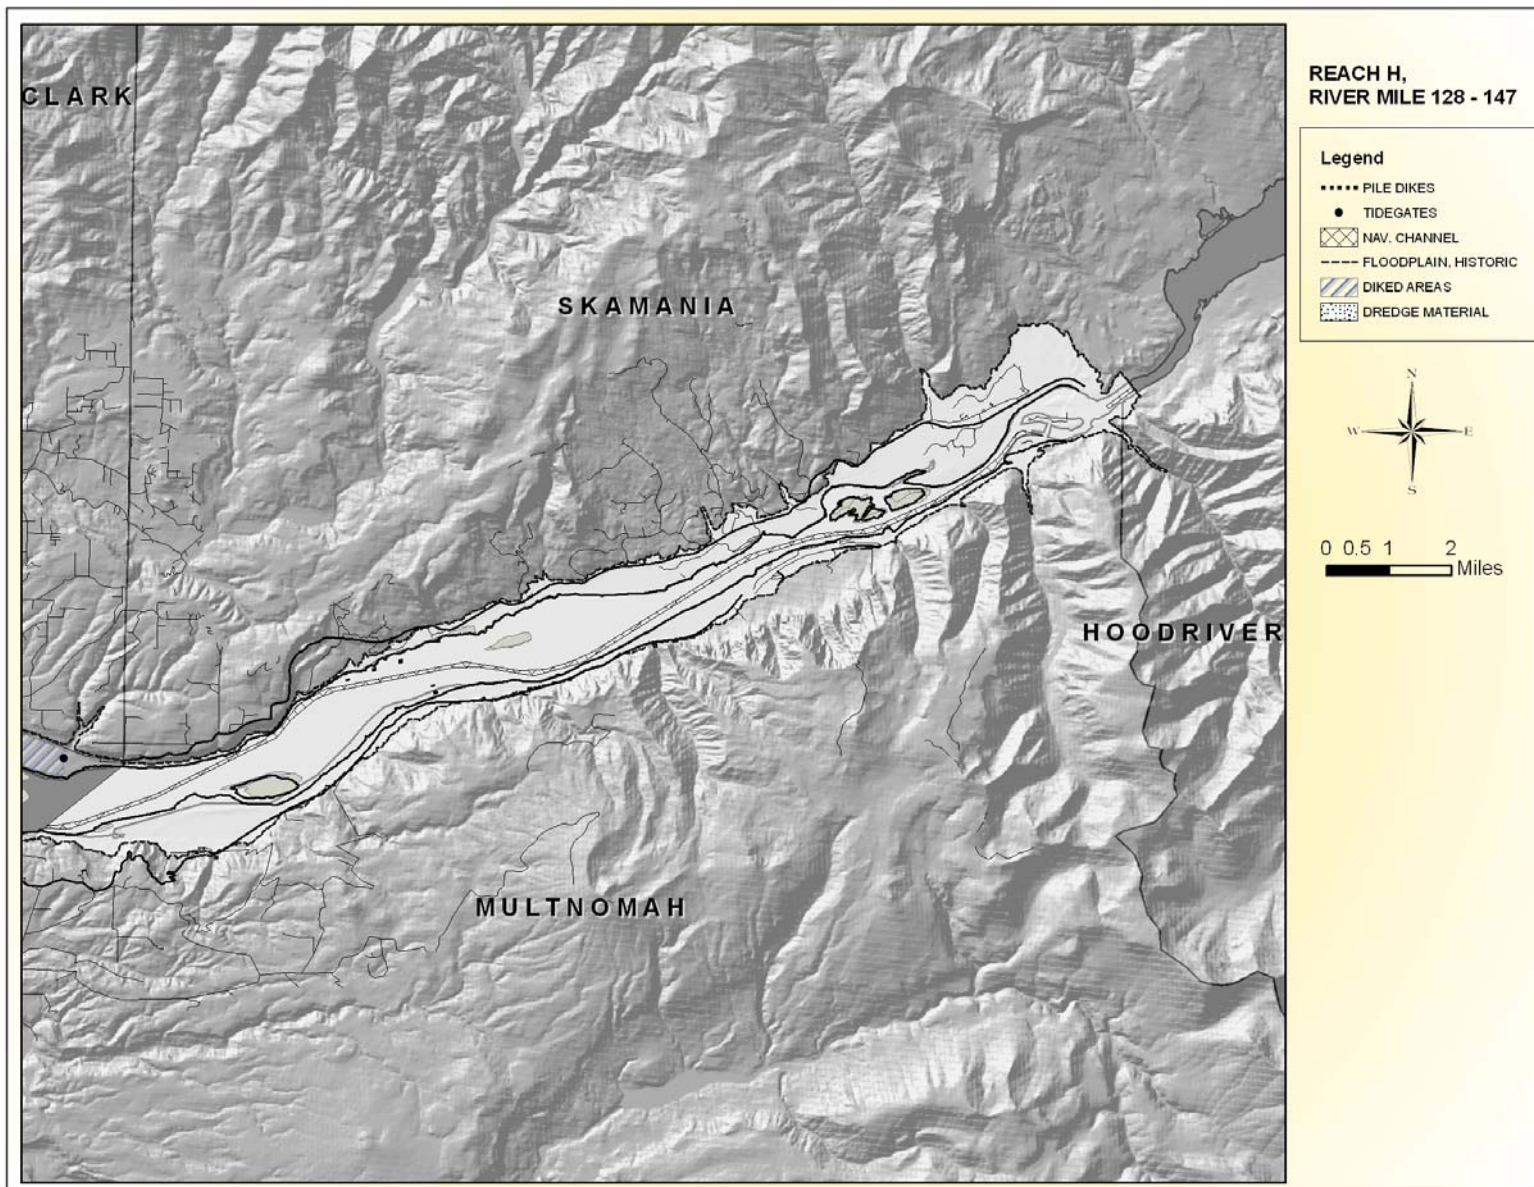 REACH H,
RIVER MILE 128 - 147
CLARK
SKAMANIA
HOODRIVER
MULTNOMAH
Legend
PILE DIKES
TIDEGATES
NAV. CHANNEL
FLOODPLAIN, HISTORIC
DIKED AREAS
DREDGE MATERIAL
N
W E
S
0 0.5 1 2
Miles